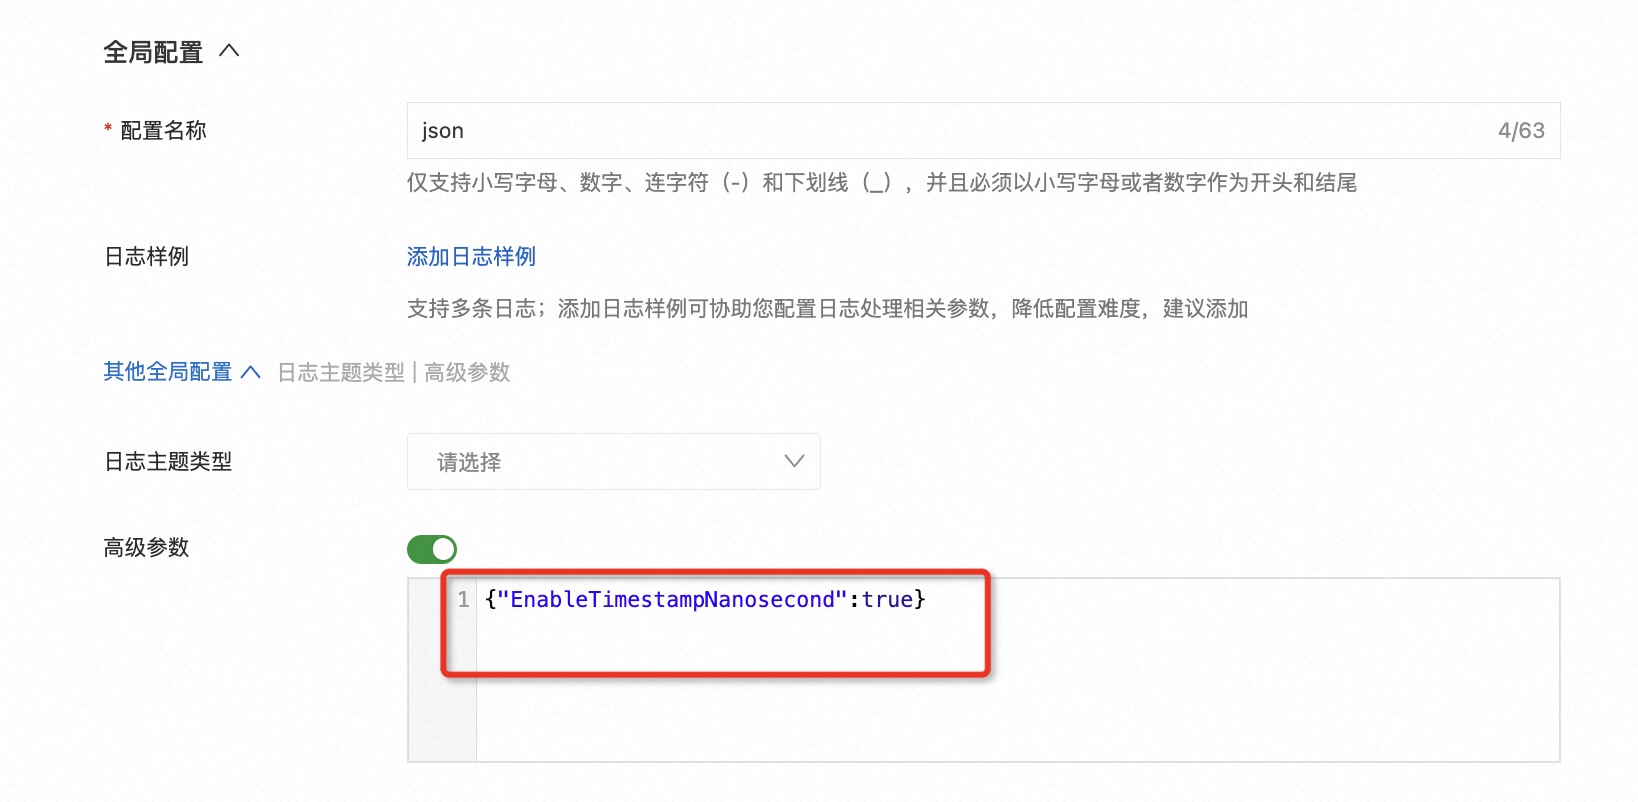 全局配置
* 配置名称
json 4/63
仅支持小写字母、数字、连字符（-）和下划线（_），并且必须以小写字母或者数字作为开头和结尾
日志样例 添加日志样例
支持多条日志；添加日志样例可协助您配置日志处理相关参数，降低配置难度，建议添加
其他全局配置 日志主题类型 | 高级参数
日志主题类型 请选择
高级参数
1 {"EnableTimestampNanosecond":true}